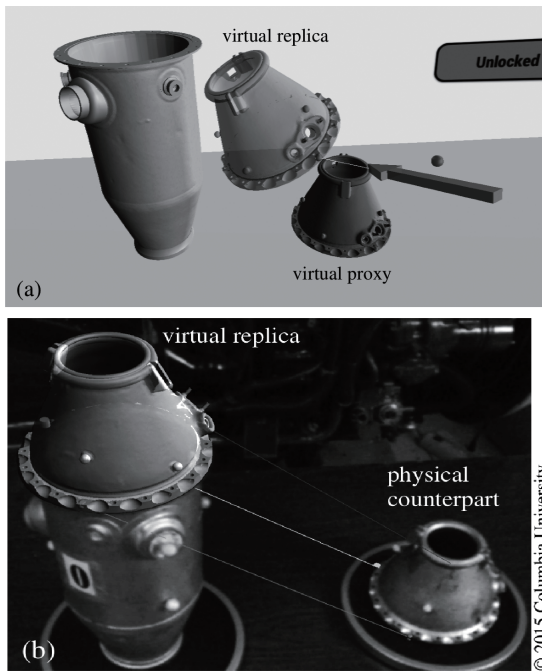 virtual replica
Unlocked
virtual proxy
(a)
virtual replica
physical
counterpart
(b)
© 2015 Columbia University